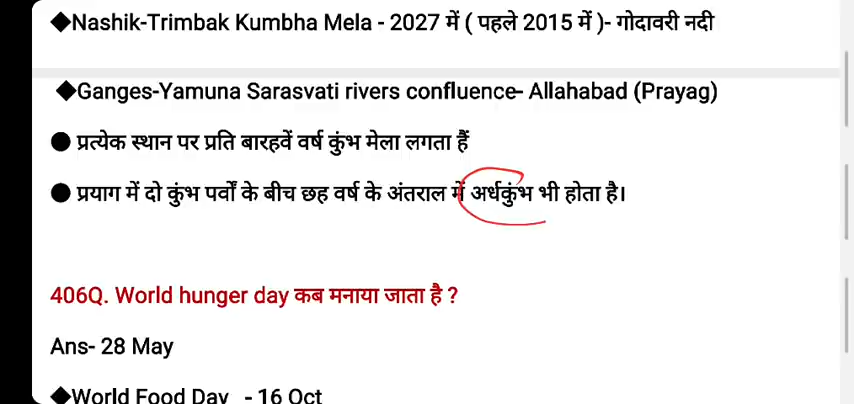 ◆Nashik-Trimbak Kumbha Mela - 2027 में ( पहले 2015 में )- गोदावरी नदी
◆Ganges-Yamuna Sarasvati rivers confluence- Allahabad (Prayag)
● प्रत्येक स्थान पर प्रति बारहवें वर्ष कुंभ मेला लगता हैं
● प्रयाग में दो कुंभ पर्वों के बीच छह वर्ष के अंतराल में अर्धकुंभ भी होता है।
406Q. World hunger day कब मनाया जाता है ?
Ans- 28 May
◆World Food Day - 16 Oct